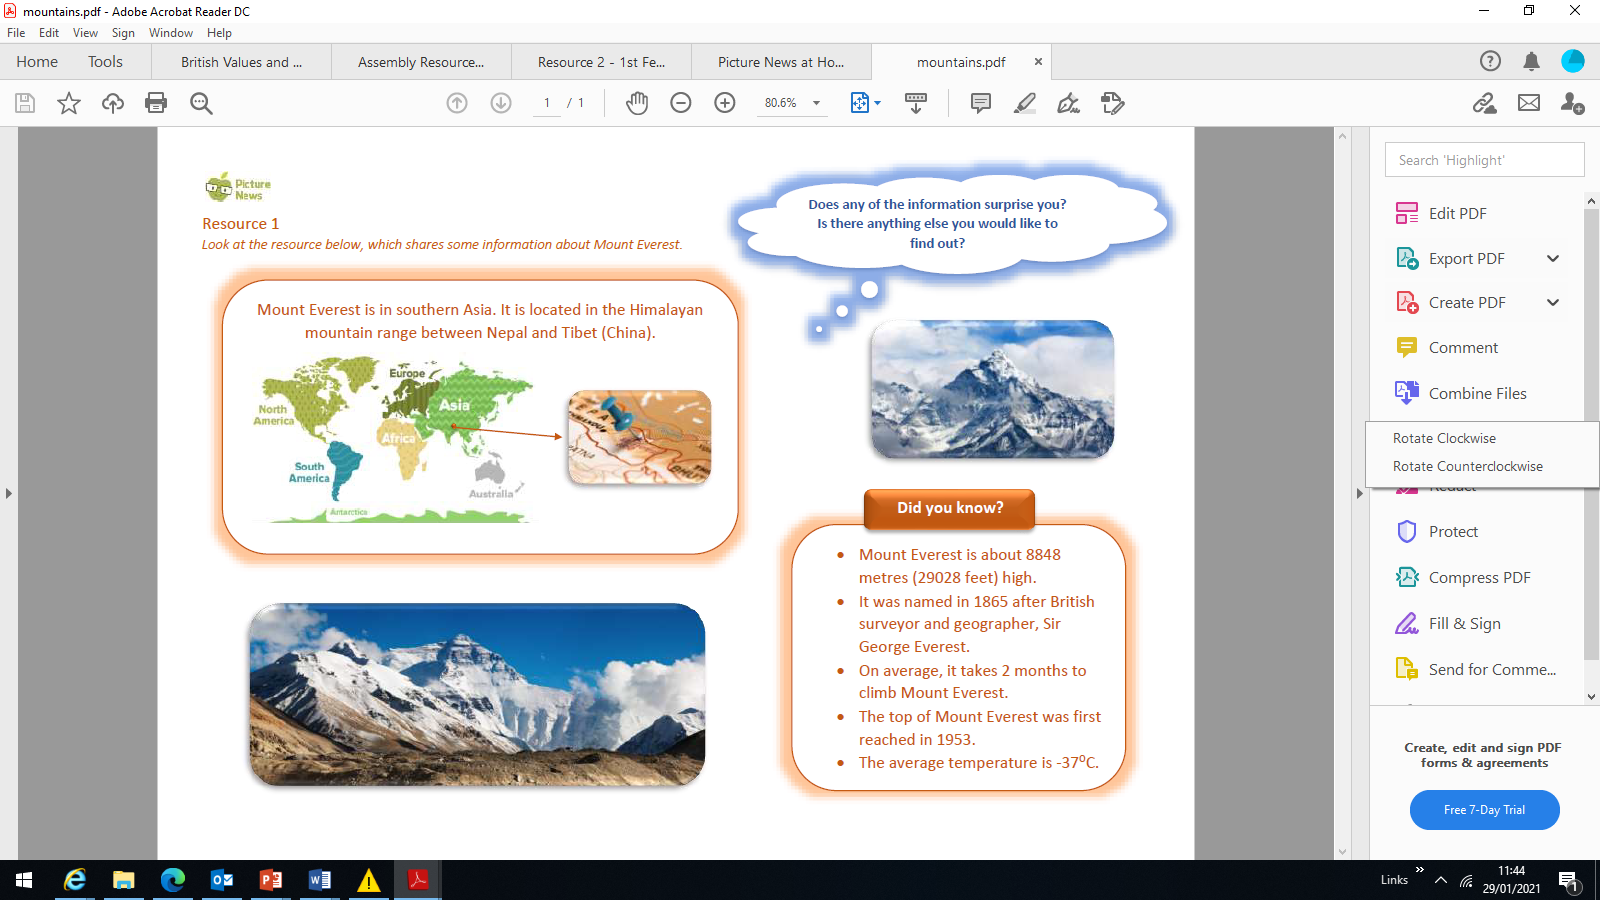 mountains.pdf - Adobe Acrobat Reader DC
File Edit View Sign Window Help
Home Tools British Values and ... Assembly Resource... Resource 2 - 1st Fe... Picture News at Ho... mountains.pdf
1 / 1 80.6%
Picture
News
Resource 1
Look at the resource below, which shares some information about Mount Everest.
Does any of the information surprise you?
Is there anything else you would like to
find out?
Mount Everest is in southern Asia. It is located in the Himalayan
mountain range between Nepal and Tibet (China).
Europe
North
America
Asia
Africa
South
America
Australia
Antarctica
Did you know?
• Mount Everest is about 8848
metres (29028 feet) high.
• It was named in 1865 after British
surveyor and geographer, Sir
George Everest.
• On average, it takes 2 months to
climb Mount Everest.
• The top of Mount Everest was first
reached in 1953.
• The average temperature is -37⁰C.
Search 'Highlight'
Edit PDF
Export PDF
Create PDF
Comment
Combine Files
Rotate Clockwise
Rotate Counterclockwise
Redact
Protect
Compress PDF
Fill & Sign
Send for Comme...
Create, edit and sign PDF
forms & agreements
Free 7-Day Trial
Links
11:44
29/01/2021
1